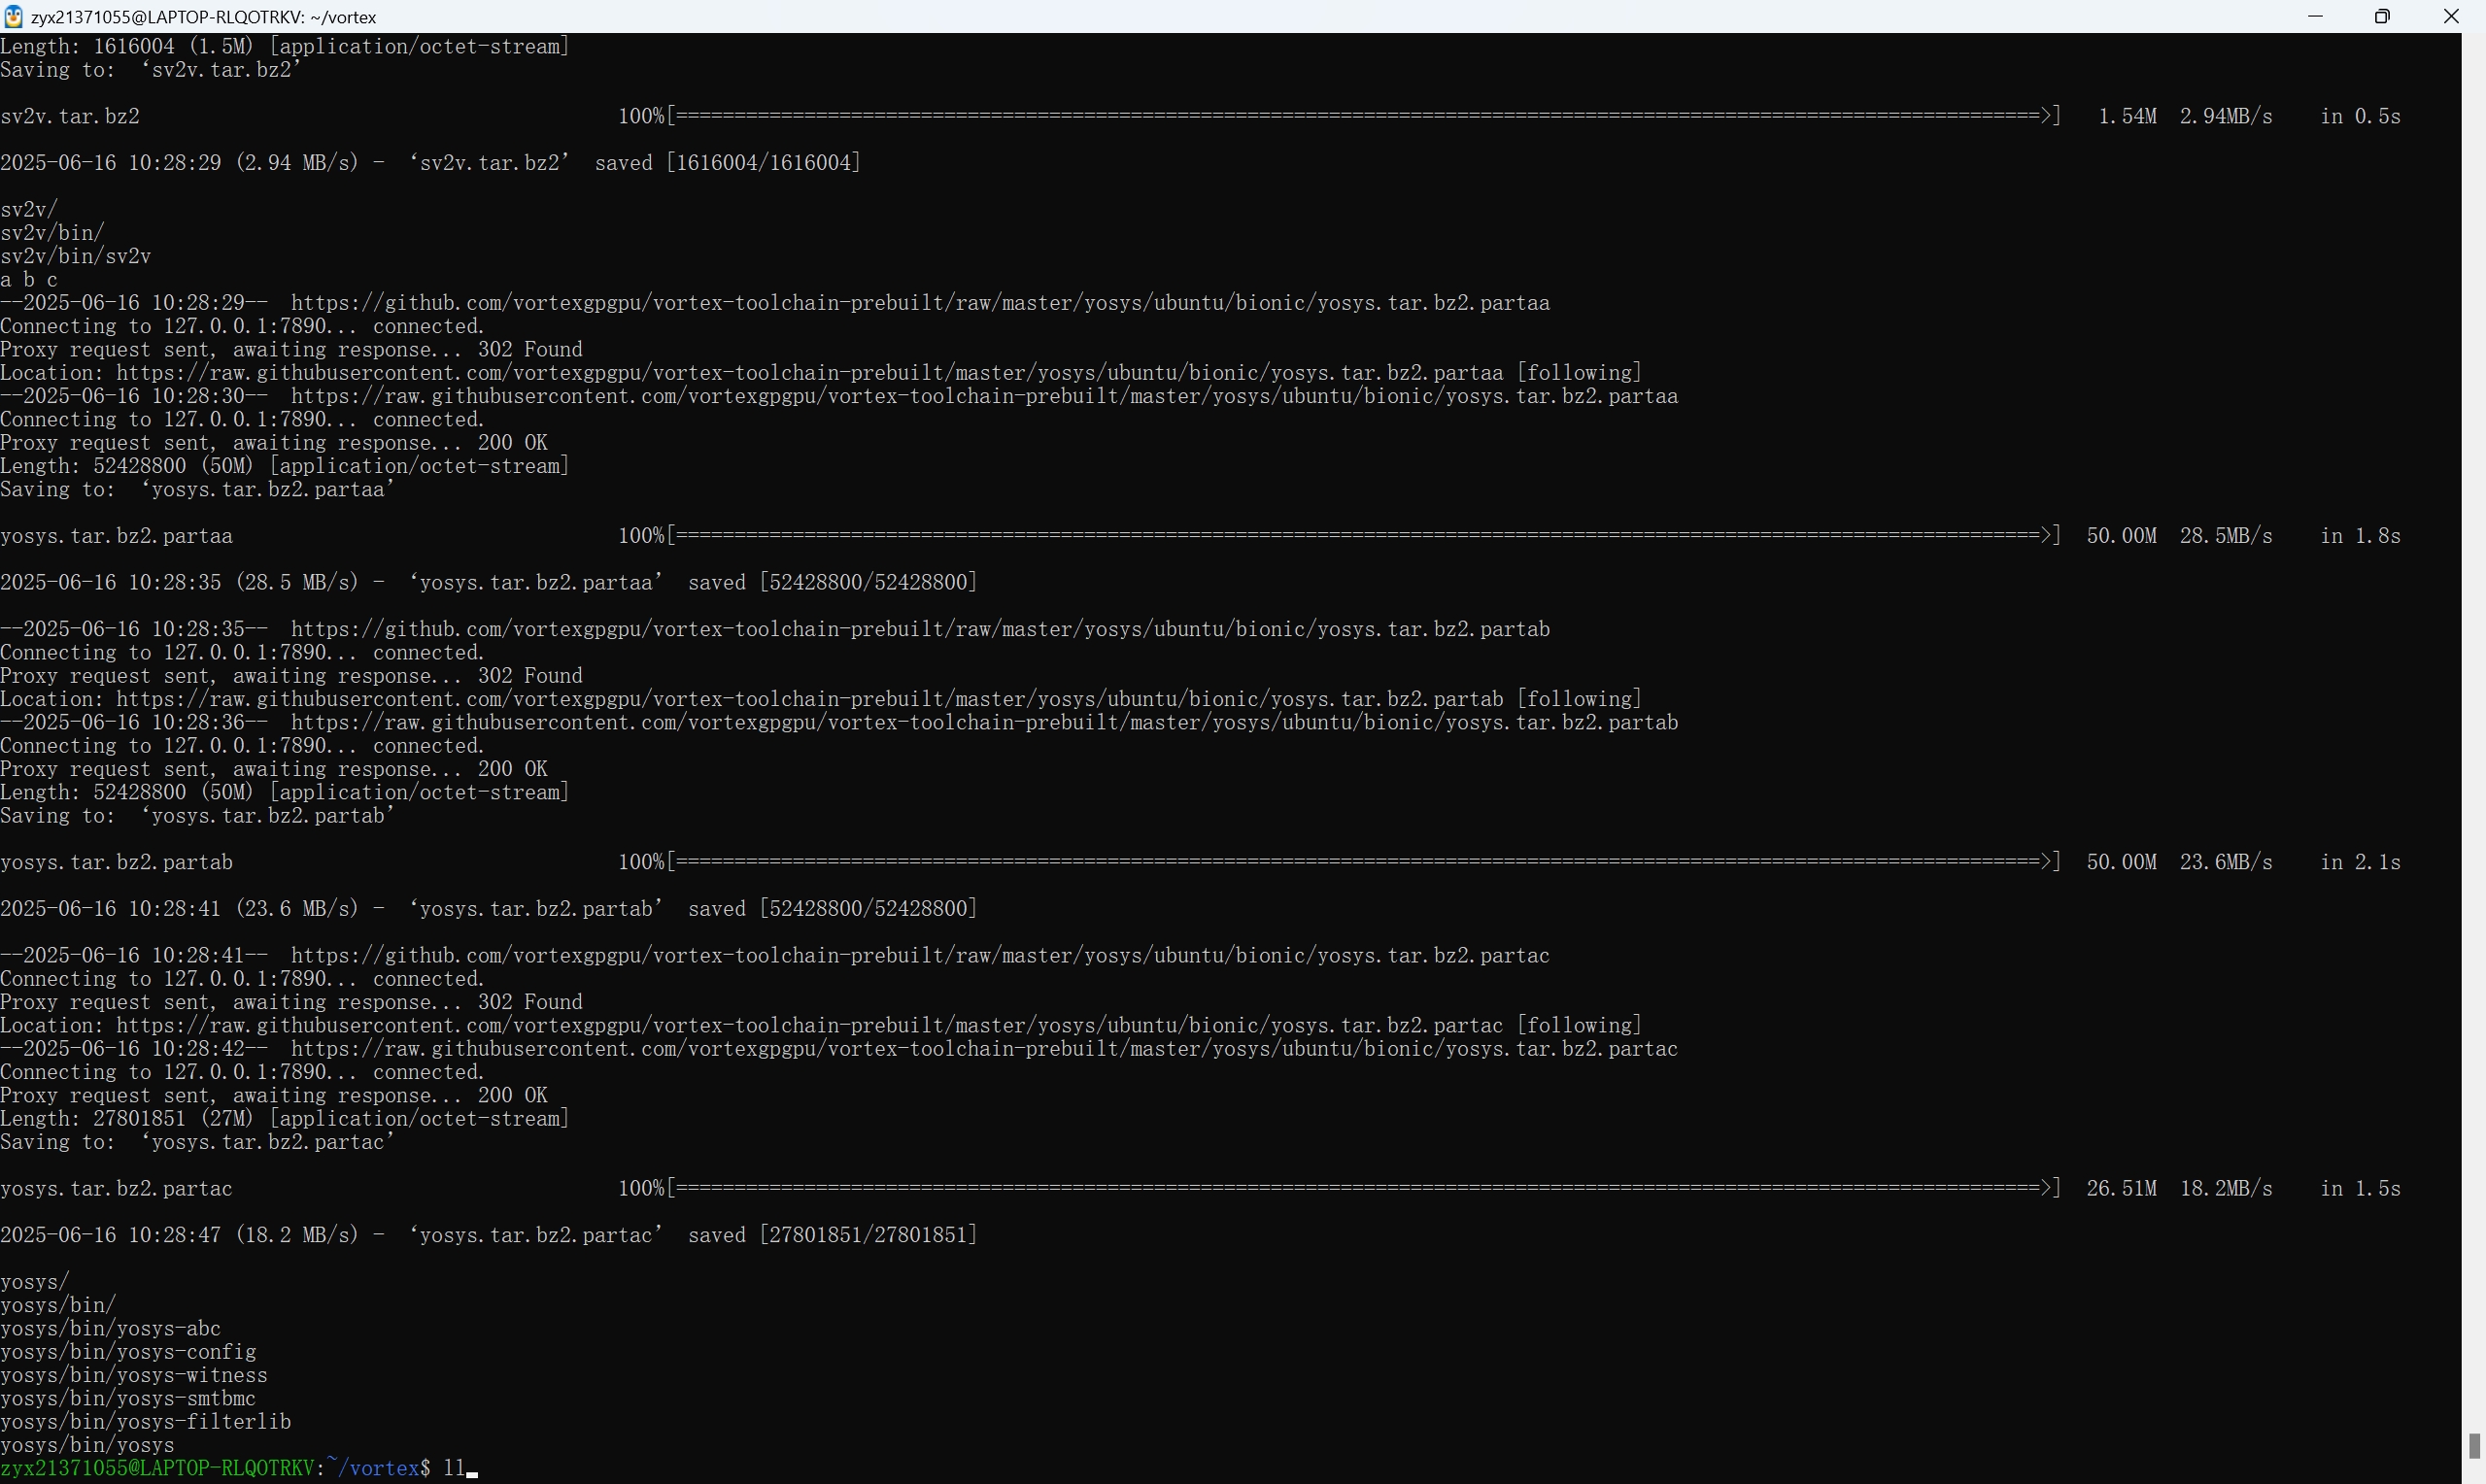 zyx21371055@LAPTOP-RLQOTRKV: ~/vortex
Length: 1616004 (1.5M) [application/octet-stream]
Saving to: ‘sv2v.tar.bz2’
sv2v.tar.bz2 100%[=====================================================================================================================>] 1.54M 2.94MB/s in 0.5s
2025-06-16 10:28:29 (2.94 MB/s) - ‘sv2v.tar.bz2’ saved [1616004/1616004]
sv2v/
sv2v/bin/
sv2v/bin/sv2v
a b c
--2025-06-16 10:28:29-- https://github.com/vortexgpgpu/vortex-toolchain-prebuilt/raw/master/yosys/ubuntu/bionic/yosys.tar.bz2.partaa
Connecting to 127.0.0.1:7890... connected.
Proxy request sent, awaiting response... 302 Found
Location: https://raw.githubusercontent.com/vortexgpgpu/vortex-toolchain-prebuilt/master/yosys/ubuntu/bionic/yosys.tar.bz2.partaa [following]
--2025-06-16 10:28:30-- https://raw.githubusercontent.com/vortexgpgpu/vortex-toolchain-prebuilt/master/yosys/ubuntu/bionic/yosys.tar.bz2.partaa
Connecting to 127.0.0.1:7890... connected.
Proxy request sent, awaiting response... 200 OK
Length: 52428800 (50M) [application/octet-stream]
Saving to: ‘yosys.tar.bz2.partaa’
yosys.tar.bz2.partaa 100%[=====================================================================================================================>] 50.00M 28.5MB/s in 1.8s
2025-06-16 10:28:35 (28.5 MB/s) - ‘yosys.tar.bz2.partaa’ saved [52428800/52428800]
--2025-06-16 10:28:35-- https://github.com/vortexgpgpu/vortex-toolchain-prebuilt/raw/master/yosys/ubuntu/bionic/yosys.tar.bz2.partab
Connecting to 127.0.0.1:7890... connected.
Proxy request sent, awaiting response... 302 Found
Location: https://raw.githubusercontent.com/vortexgpgpu/vortex-toolchain-prebuilt/master/yosys/ubuntu/bionic/yosys.tar.bz2.partab [following]
--2025-06-16 10:28:36-- https://raw.githubusercontent.com/vortexgpgpu/vortex-toolchain-prebuilt/master/yosys/ubuntu/bionic/yosys.tar.bz2.partab
Connecting to 127.0.0.1:7890... connected.
Proxy request sent, awaiting response... 200 OK
Length: 52428800 (50M) [application/octet-stream]
Saving to: ‘yosys.tar.bz2.partab’
yosys.tar.bz2.partab 100%[=====================================================================================================================>] 50.00M 23.6MB/s in 2.1s
2025-06-16 10:28:41 (23.6 MB/s) - ‘yosys.tar.bz2.partab’ saved [52428800/52428800]
--2025-06-16 10:28:41-- https://github.com/vortexgpgpu/vortex-toolchain-prebuilt/raw/master/yosys/ubuntu/bionic/yosys.tar.bz2.partac
Connecting to 127.0.0.1:7890... connected.
Proxy request sent, awaiting response... 302 Found
Location: https://raw.githubusercontent.com/vortexgpgpu/vortex-toolchain-prebuilt/master/yosys/ubuntu/bionic/yosys.tar.bz2.partac [following]
--2025-06-16 10:28:42-- https://raw.githubusercontent.com/vortexgpgpu/vortex-toolchain-prebuilt/master/yosys/ubuntu/bionic/yosys.tar.bz2.partac
Connecting to 127.0.0.1:7890... connected.
Proxy request sent, awaiting response... 200 OK
Length: 27801851 (27M) [application/octet-stream]
Saving to: ‘yosys.tar.bz2.partac’
yosys.tar.bz2.partac 100%[=====================================================================================================================>] 26.51M 18.2MB/s in 1.5s
2025-06-16 10:28:47 (18.2 MB/s) - ‘yosys.tar.bz2.partac’ saved [27801851/27801851]
yosys/
yosys/bin/
yosys/bin/yosys-abc
yosys/bin/yosys-config
yosys/bin/yosys-witness
yosys/bin/yosys-smtbmc
yosys/bin/yosys-filterlib
yosys/bin/yosys
zyx21371055@LAPTOP-RLQOTRKV:~/vortex$ ll